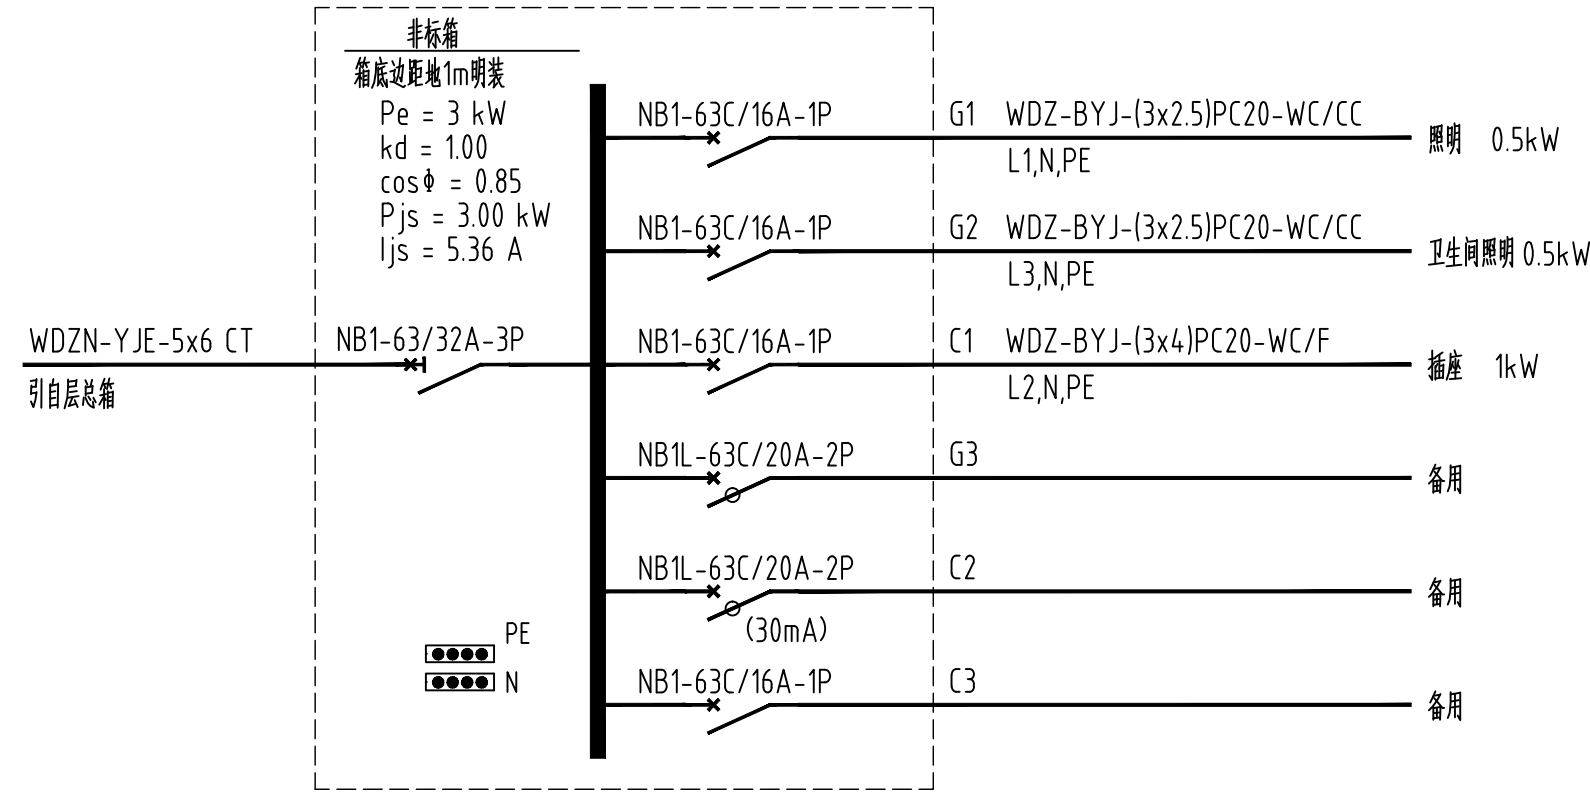 非标箱
箱底边距地1m明装
Pe = 3 kW
kd = 1.00
cosΦ = 0.85
Pjs = 3.00 kW
Ijs = 5.36 A
WDZN-YJE-5x6 CT
引自层总箱
NB1-63/32A-3P
NB1-63C/16A-1P
G1 WDZ-BYJ-(3x2.5)PC20-WC/CC
L1,N,PE
照明 0.5kW
NB1-63C/16A-1P
G2 WDZ-BYJ-(3x2.5)PC20-WC/CC
L3,N,PE
卫生间照明 0.5kW
NB1-63C/16A-1P
C1 WDZ-BYJ-(3x4)PC20-WC/F
L2,N,PE
插座 1kW
NB1L-63C/20A-2P
G3
备用
NB1L-63C/20A-2P
(30mA)
C2
备用
NB1-63C/16A-1P
C3
备用
PE
N